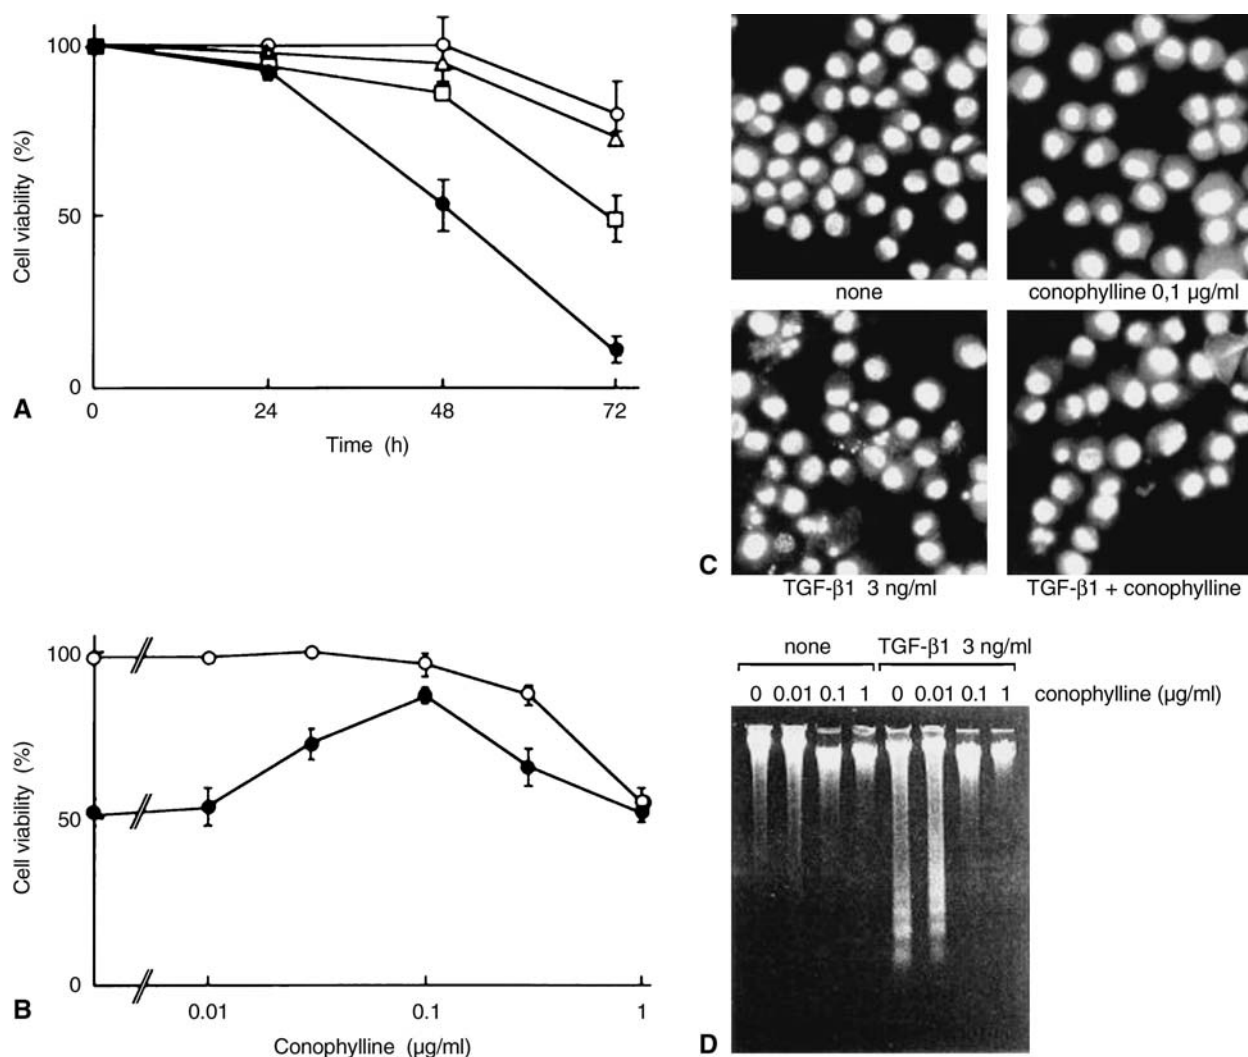 100
50
0
Cell viability (%)
A
0 24 48 72
Time (h)
100
50
0
Cell viability (%)
B
0.01 0.1 1
Conophylline (µg/ml)
none
conophylline 0,1 µg/ml
C
TGF-β1 3 ng/ml
TGF-β1 + conophylline
none TGF-β1 3 ng/ml
0 0.01 0.1 1 0 0.01 0.1 1 conophylline (µg/ml)
D